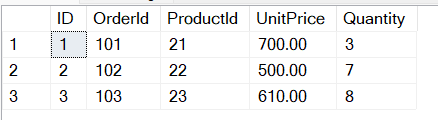 ID OrderId ProductId UnitPrice Quantity
1 1 101 21 700.00 3
2 2 102 22 500.00 7
3 3 103 23 610.00 8